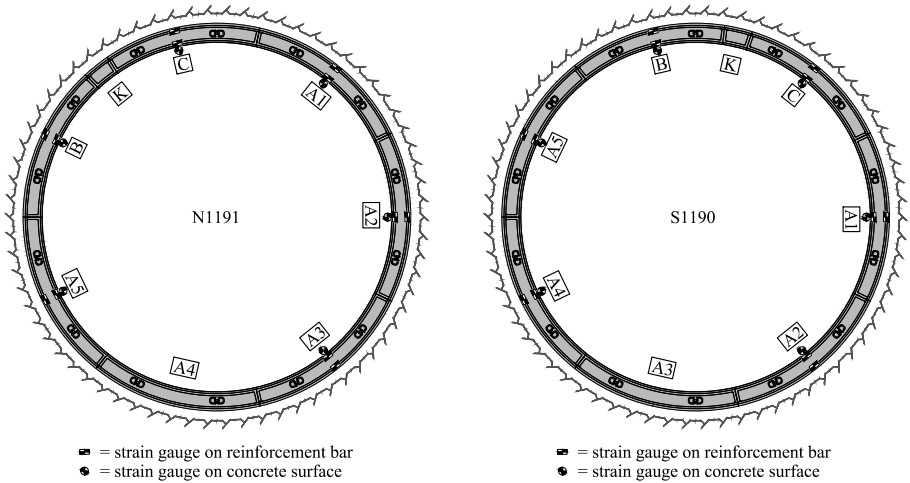 C
B
K
K
A1
C
B
A5
N1191
A2
S1190
A1
A5
A4
A3
A2
A4
A3
= strain gauge on reinforcement bar
= strain gauge on concrete surface
= strain gauge on reinforcement bar
= strain gauge on concrete surface